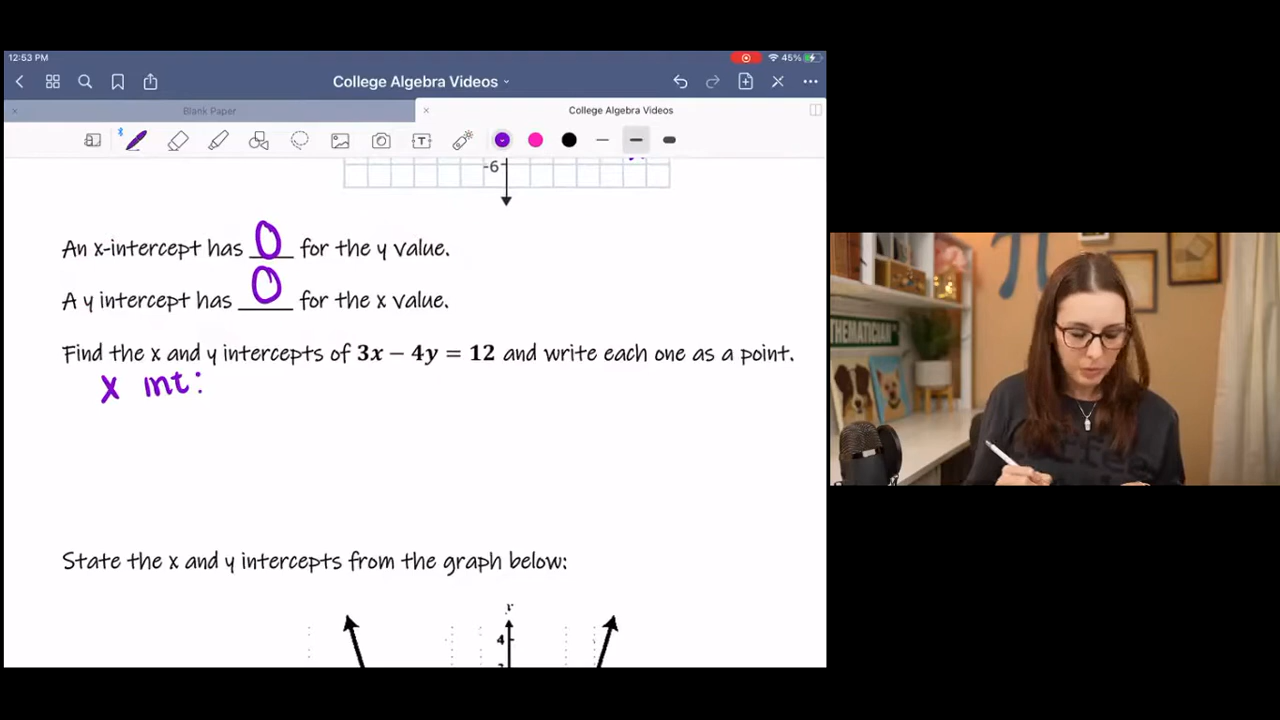 12:53 PM
45%
College Algebra Videos
Blank Paper
College Algebra Videos
-6
An x-intercept has 0 for the y value.
A y intercept has 0 for the x value.
Find the x and y intercepts of 3x − 4y = 12 and write each one as a point.
x int:
State the x and y intercepts from the graph below:
y
4
THEMATICIAN